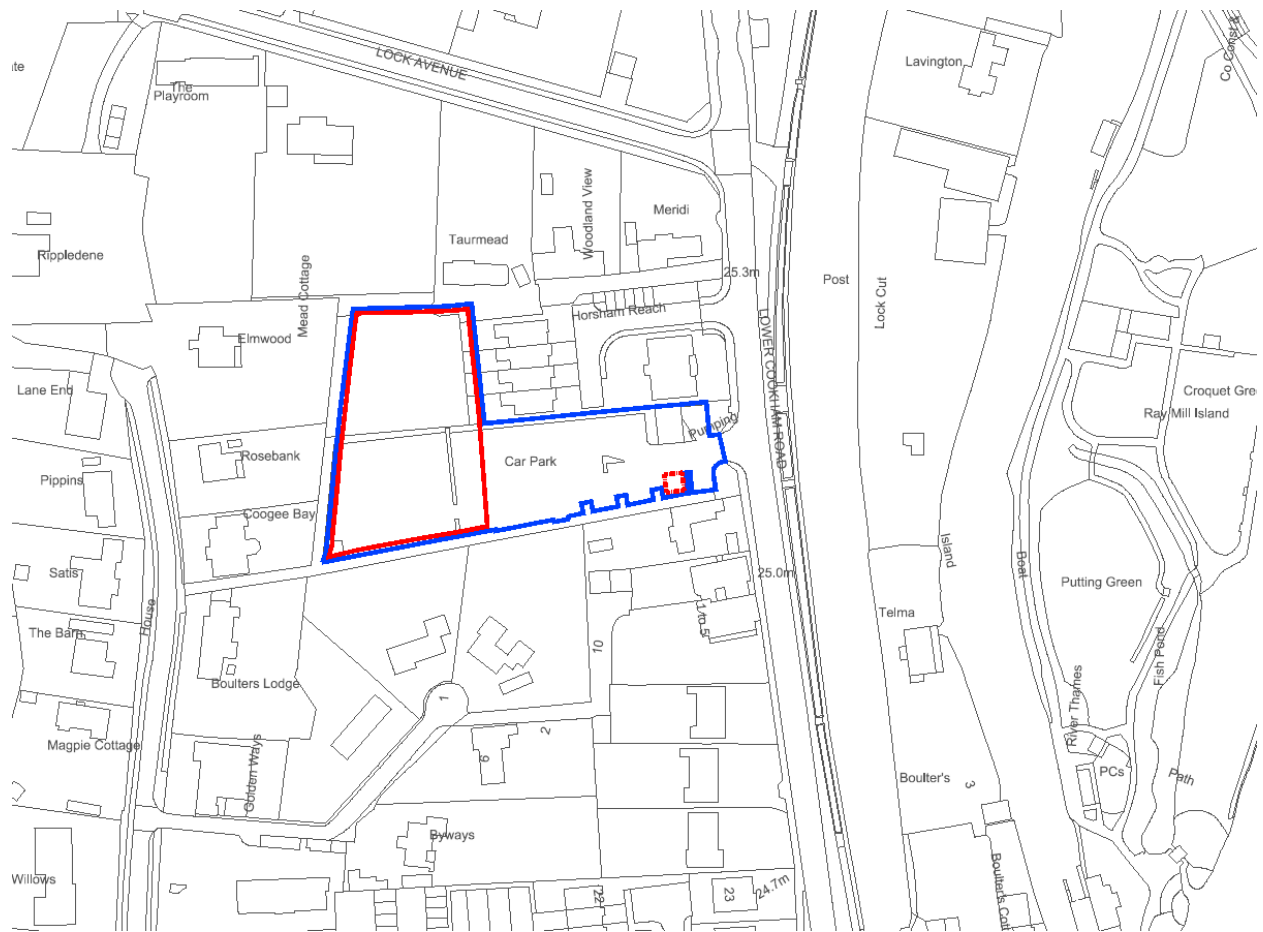 LOCK AVENUE
Lavington
Co Const &
te
The
Playroom
Woodland View
Meridi
Taurmead
Rippledene
Mead Cottage
25.3m
Post
Lock Cut
Horsham Reach
Elmwood
LOWER COOKHAM ROAD
Lane End
Croquet Gre
Ray Mill Island
Pumping
Rosebank
Car Park
Pippins
Coogee Bay
Island
Boat
Satis
25.0m
Putting Green
House
Telma
The Barn
1 to 5
10
Fish Pond
Boulters Lodge
1
River Thames
2
Magpie Cottage
6
Golden Ways
Boulter's
3
PCs
Path
Byways
Willows
22
23
24.7m
Boulter's Cott